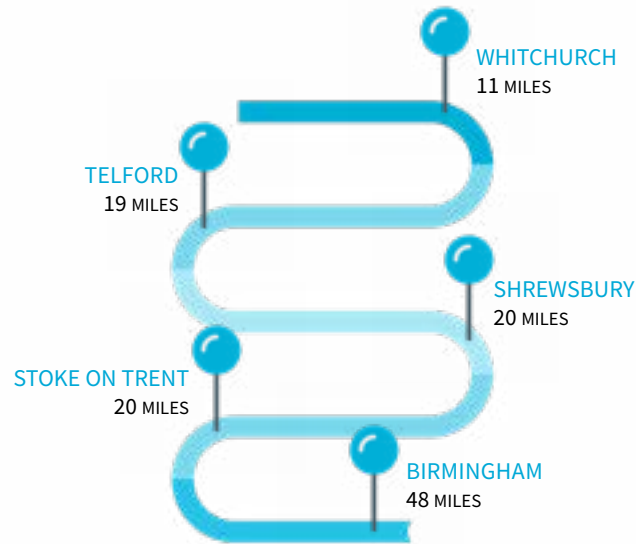 WHITCHURCH
11 MILES
TELFORD
19 MILES
SHREWSBURY
20 MILES
STOKE ON TRENT
20 MILES
BIRMINGHAM
48 MILES